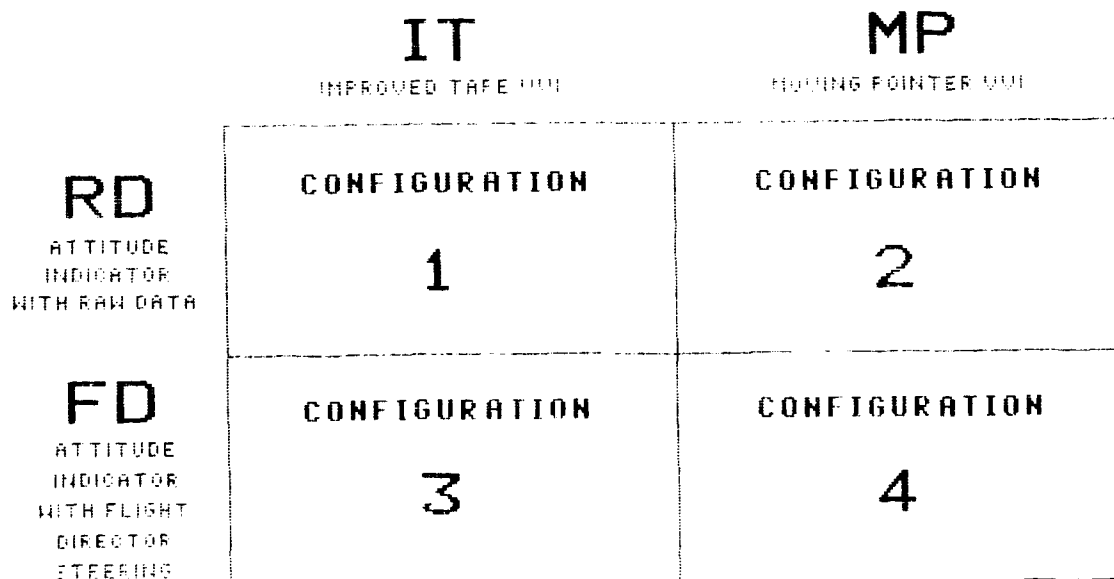 IT MP
IMPROVED TAPE VVI MOVING POINTER VVI
RD
ATTITUDE
INDICATOR
WITH RAW DATA
CONFIGURATION CONFIGURATION
1 2
FD
ATTITUDE
INDICATOR
WITH FLIGHT
DIRECTOR
STEERING
CONFIGURATION CONFIGURATION
3 4